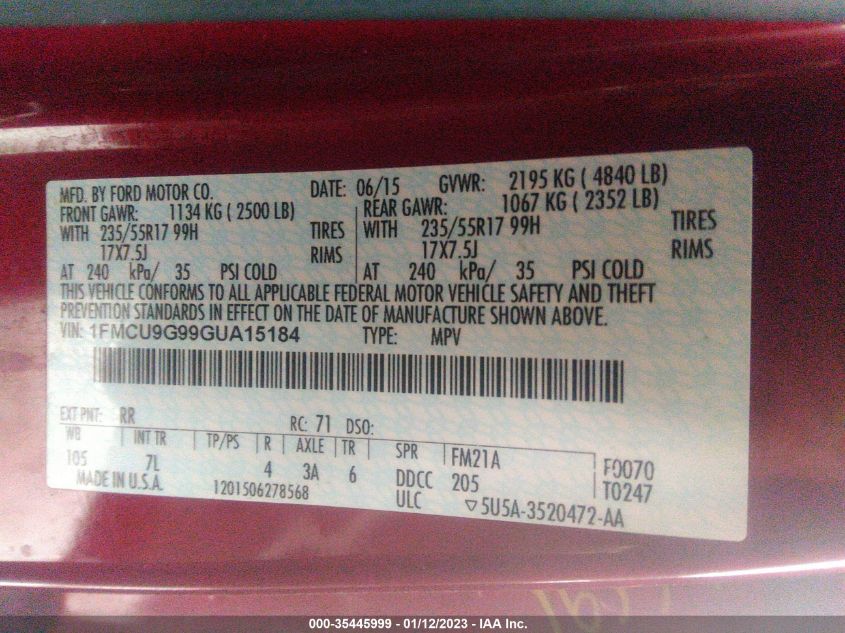 MFD. BY FORD MOTOR CO. DATE: 06/15 GVWR: 2195 KG ( 4840 LB)
FRONT GAWR: 1134 KG ( 2500 LB) REAR GAWR: 1067 KG ( 2352 LB)
WITH 235/55R17 99H TIRES WITH 235/55R17 99H TIRES
17X7.5J RIMS 17X7.5J RIMS
AT 240 kPa/ 35 PSI COLD AT 240 kPa/ 35 PSI COLD
THIS VEHICLE CONFORMS TO ALL APPLICABLE FEDERAL MOTOR VEHICLE SAFETY AND THEFT
PREVENTION STANDARDS IN EFFECT ON THE DATE OF MANUFACTURE SHOWN ABOVE.
VIN: 1FMCU9G99GUA15184 TYPE: MPV
EXT PNT: RR RC: 71 DSO:
WB INT TR TP/PS R AXLE TR SPR FM21A F0070
105 7L 4 3A 6 DDCC 205 T0247
MADE IN U.S.A. 1201506278568 ULC ▽5U5A-3520472-AA
000-35445999 - 01/12/2023 - IAA Inc.